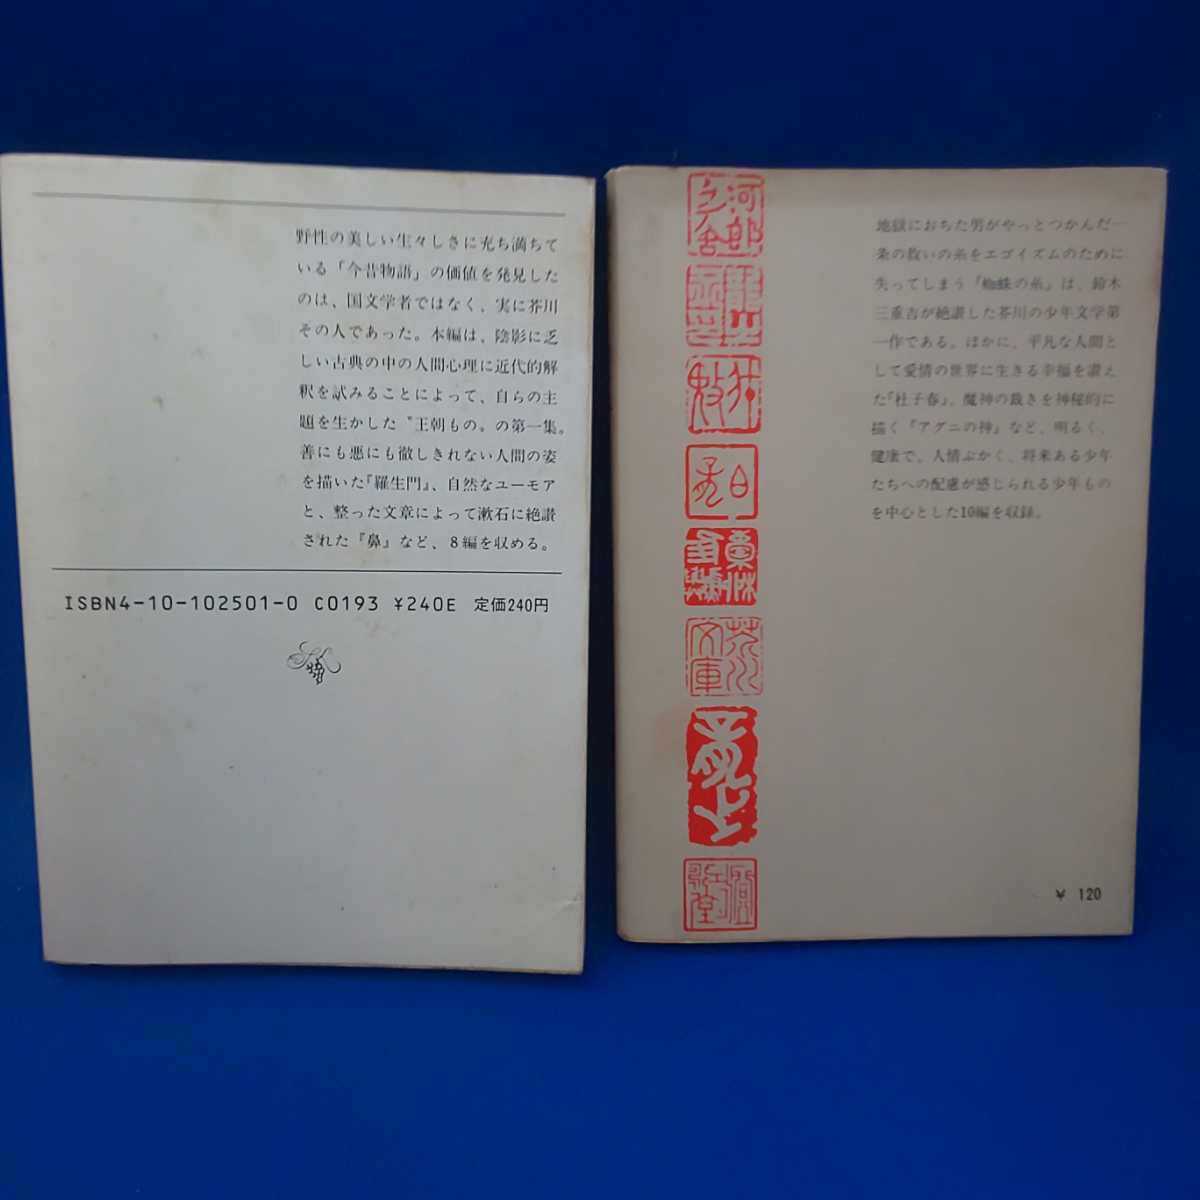 野性の美しい生々しさに充ち満ちて
いる「今昔物語」の価値を発見した
のは、国文学者ではなく、実に芥川
その人であった。本編は、陰影に乏
しい古典の中の人間心理に近代的解
釈を試みることによって、自らの主
題を生かした〝王朝もの〟の第一集。
善にも悪にも徹しきれない人間の姿
を描いた『羅生門』、自然なユーモア
と、整った文章によって漱石に絶讃
された『鼻』など、8編を収める。
ISBN4-10-102501-0 C0193 ¥240E 定価240円
地獄におちた男がやっとつかんだ一
条の救いの糸をエゴイズムのために
失ってしまう『蜘蛛の糸』は、鈴木
三重吉が絶讃した芥川の少年文学第
一作である。ほかに、平凡な人間と
して愛情の世界に生きる幸福を讃え
た『杜子春』、魔神の裁きを神秘的に
描く『アグニの神』など、明るく、
健康で、人情ぶかく、将来ある少年
たちへの配慮が感じられる少年もの
を中心とした10編を収録。
¥ 120